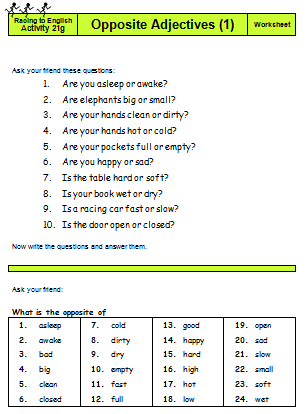 Racing to English
Activity 21g
Opposite Adjectives (1)
Worksheet
Ask your friend these questions:
1. Are you asleep or awake?
2. Are elephants big or small?
3. Are your hands clean or dirty?
4. Are your hands hot or cold?
5. Are your pockets full or empty?
6. Are you happy or sad?
7. Is the table hard or soft?
8. Is your book wet or dry?
9. Is a racing car fast or slow?
10. Is the door open or closed?
Now write the questions and answer them.
Ask your friend:
What is the opposite of
1. asleep 7. cold 13. good 19. open
2. awake 8. dirty 14. happy 20. sad
3. bad 9. dry 15. hard 21. slow
4. big 10. empty 16. high 22. small
5. clean 11. fast 17. hot 23. soft
6. closed 12. full 18. low 24. wet